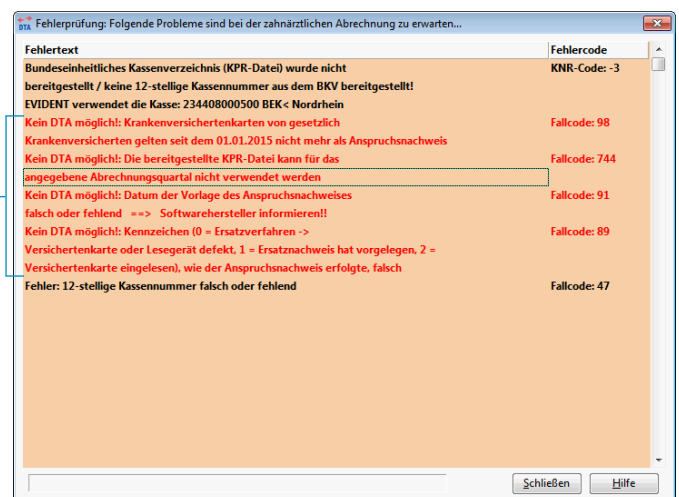 DTA Fehlerprüfung: Folgende Probleme sind bei der zahnärztlichen Abrechnung zu erwarten...
Fehlertext Fehlercode
Bundeseinheitliches Kassenverzeichnis (KPR-Datei) wurde nicht KNR-Code: -3
bereitgestellt / keine 12-stellige Kassennummer aus dem BKV bereitgestellt!
EVIDENT verwendet die Kasse: 234408000500 BEK< Nordrhein
Kein DTA möglich!: Krankenversichertenkarten von gesetzlich Fallcode: 98
Krankenversicherten gelten seit dem 01.01.2015 nicht mehr als Anspruchsnachweis
Kein DTA möglich!: Die bereitgestellte KPR-Datei kann für das Fallcode: 744
angegebene Abrechnungsquartal nicht verwendet werden
Kein DTA möglich!: Datum der Vorlage des Anspruchsnachweises Fallcode: 91
falsch oder fehlend ==> Softwarehersteller informieren!!
Kein DTA möglich!: Kennzeichen (0 = Ersatzverfahren -> Fallcode: 89
Versichertenkarte oder Lesegerät defekt, 1 = Ersatznachweis hat vorgelegen, 2 =
Versichertenkarte eingelesen), wie der Anspruchsnachweis erfolgte, falsch
Fehler: 12-stellige Kassennummer falsch oder fehlend Fallcode: 47
Schließen Hilfe